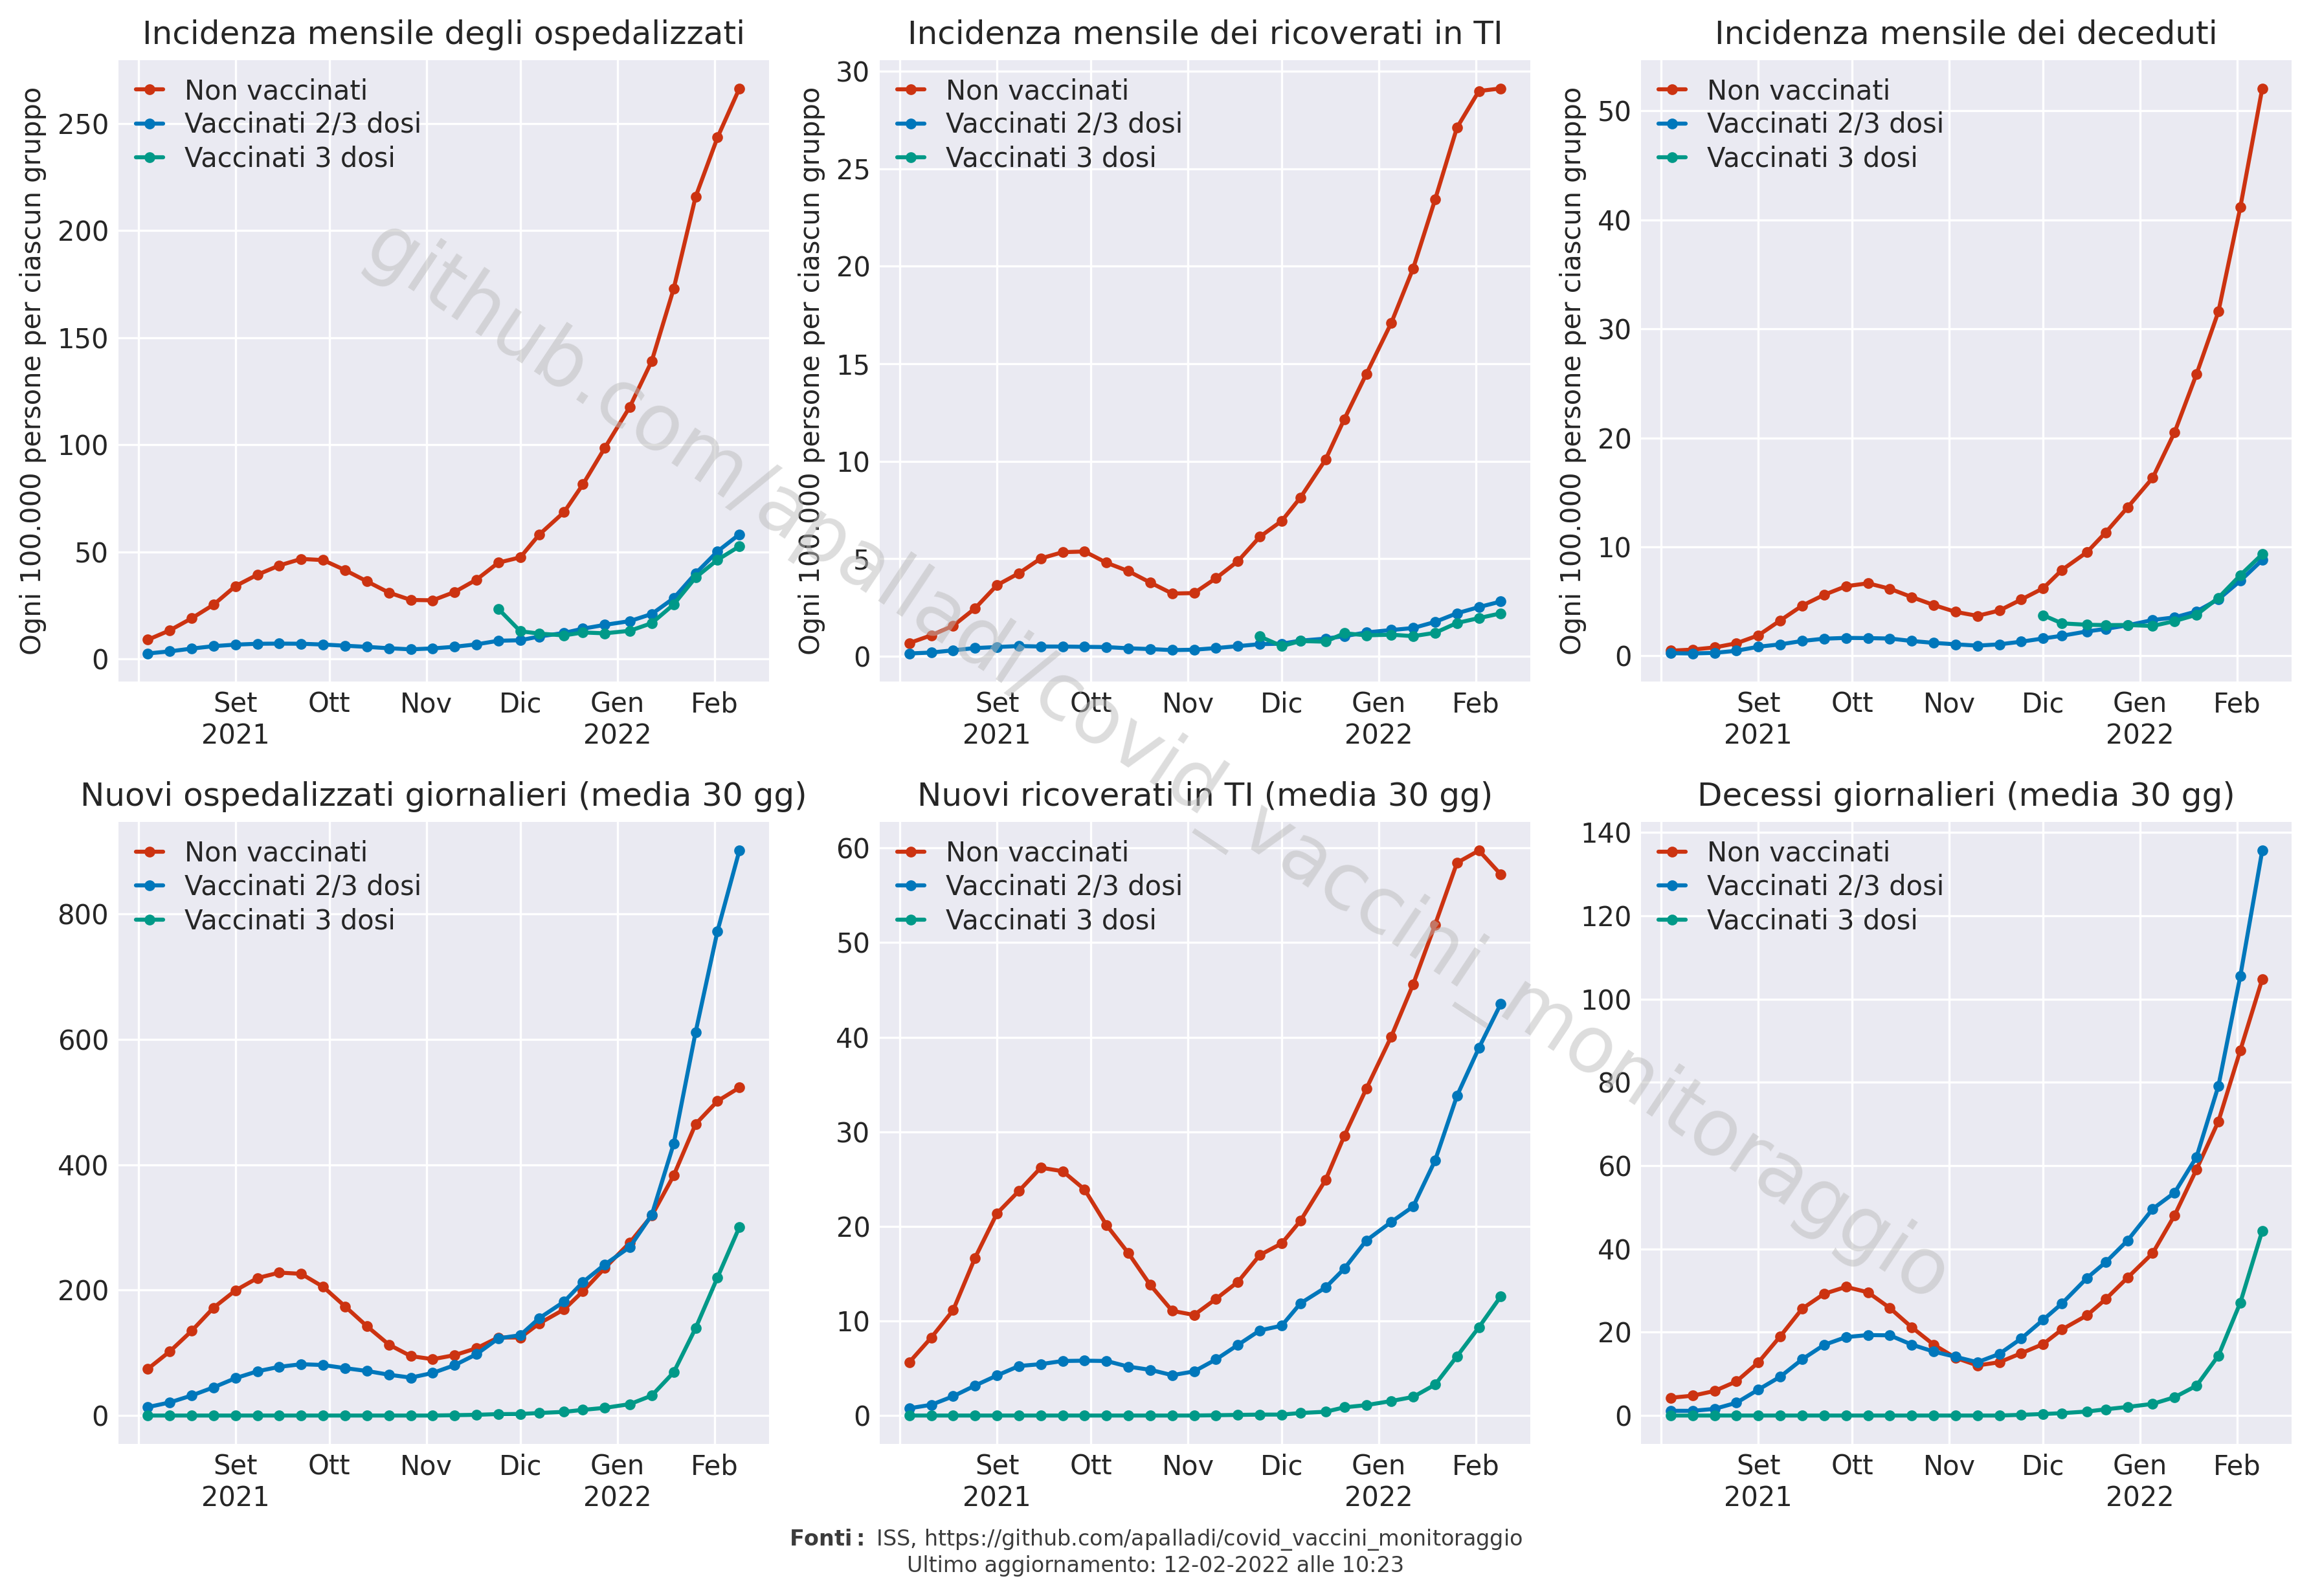 Incidenza mensile degli ospedalizzati
Ogni 100.000 persone per ciascun gruppo
250
200
150
100
50
0
Non vaccinati
Vaccinati 2/3 dosi
Vaccinati 3 dosi
Set Ott Nov Dic Gen Feb
2021 2022
Incidenza mensile dei ricoverati in TI
Ogni 100.000 persone per ciascun gruppo
30
25
20
15
10
5
0
Non vaccinati
Vaccinati 2/3 dosi
Vaccinati 3 dosi
Set Ott Nov Dic Gen Feb
2021 2022
Incidenza mensile dei deceduti
Ogni 100.000 persone per ciascun gruppo
50
40
30
20
10
0
Non vaccinati
Vaccinati 2/3 dosi
Vaccinati 3 dosi
Set Ott Nov Dic Gen Feb
2021 2022
Nuovi ospedalizzati giornalieri (media 30 gg)
800
600
400
200
0
Non vaccinati
Vaccinati 2/3 dosi
Vaccinati 3 dosi
Set Ott Nov Dic Gen Feb
2021 2022
Nuovi ricoverati in TI (media 30 gg)
60
50
40
30
20
10
0
Non vaccinati
Vaccinati 2/3 dosi
Vaccinati 3 dosi
Set Ott Nov Dic Gen Feb
2021 2022
Decessi giornalieri (media 30 gg)
140
120
100
80
60
40
20
0
Non vaccinati
Vaccinati 2/3 dosi
Vaccinati 3 dosi
Set Ott Nov Dic Gen Feb
2021 2022
github.com/apalladi/covid_vaccini_monitoraggio
Fonti: ISS, https://github.com/apalladi/covid_vaccini_monitoraggio
Ultimo aggiornamento: 12-02-2022 alle 10:23